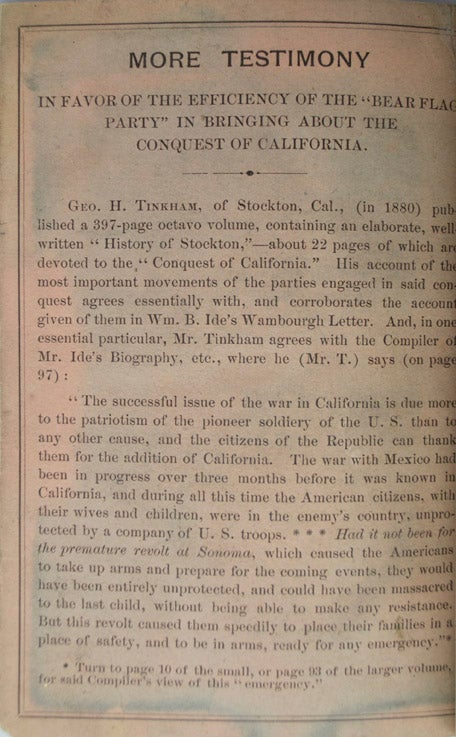 MORE TESTIMONY
IN FAVOR OF THE EFFICIENCY OF THE "BEAR FLAG
PARTY" IN BRINGING ABOUT THE
CONQUEST OF CALIFORNIA.
GEO. H. TINKHAM, of Stockton, Cal., (in 1880) pub-
lished a 397-page octavo volume, containing an elaborate, well-
written "History of Stockton,"—about 22 pages of which are
devoted to the "Conquest of California." His account of the
most important movements of the parties engaged in said con-
quest agrees essentially with, and corroborates the account
given of them in Wm. B. Ide's Wambourgh Letter. And, in one
essential particular, Mr. Tinkham agrees with the Compiler of
Mr. Ide's Biography, etc., where he (Mr. T.) says (on page
97):
"The successful issue of the war in California is due more
to the patriotism of the pioneer soldiery of the U. S. than to
any other cause, and the citizens of the Republic can thank
them for the addition of California. The war with Mexico had
been in progress over three months before it was known in
California, and during all this time the American citizens, with
their wives and children, were in the enemy's country, unpro-
tected by a company of U. S. troops. * * * Had it not been for
the premature revolt at Sonoma, which caused the Americans
to take up arms and prepare for the coming events, they would
have been entirely unprotected, and could have been massacred
to the last child, without being able to make any resistance.
But this revolt caused them speedily to place their families in a
place of safety, and to be in arms, ready for any emergency."*
* Turn to page 10 of the small, or page 93 of the larger volume,
for said Compiler's view of this "emergency."